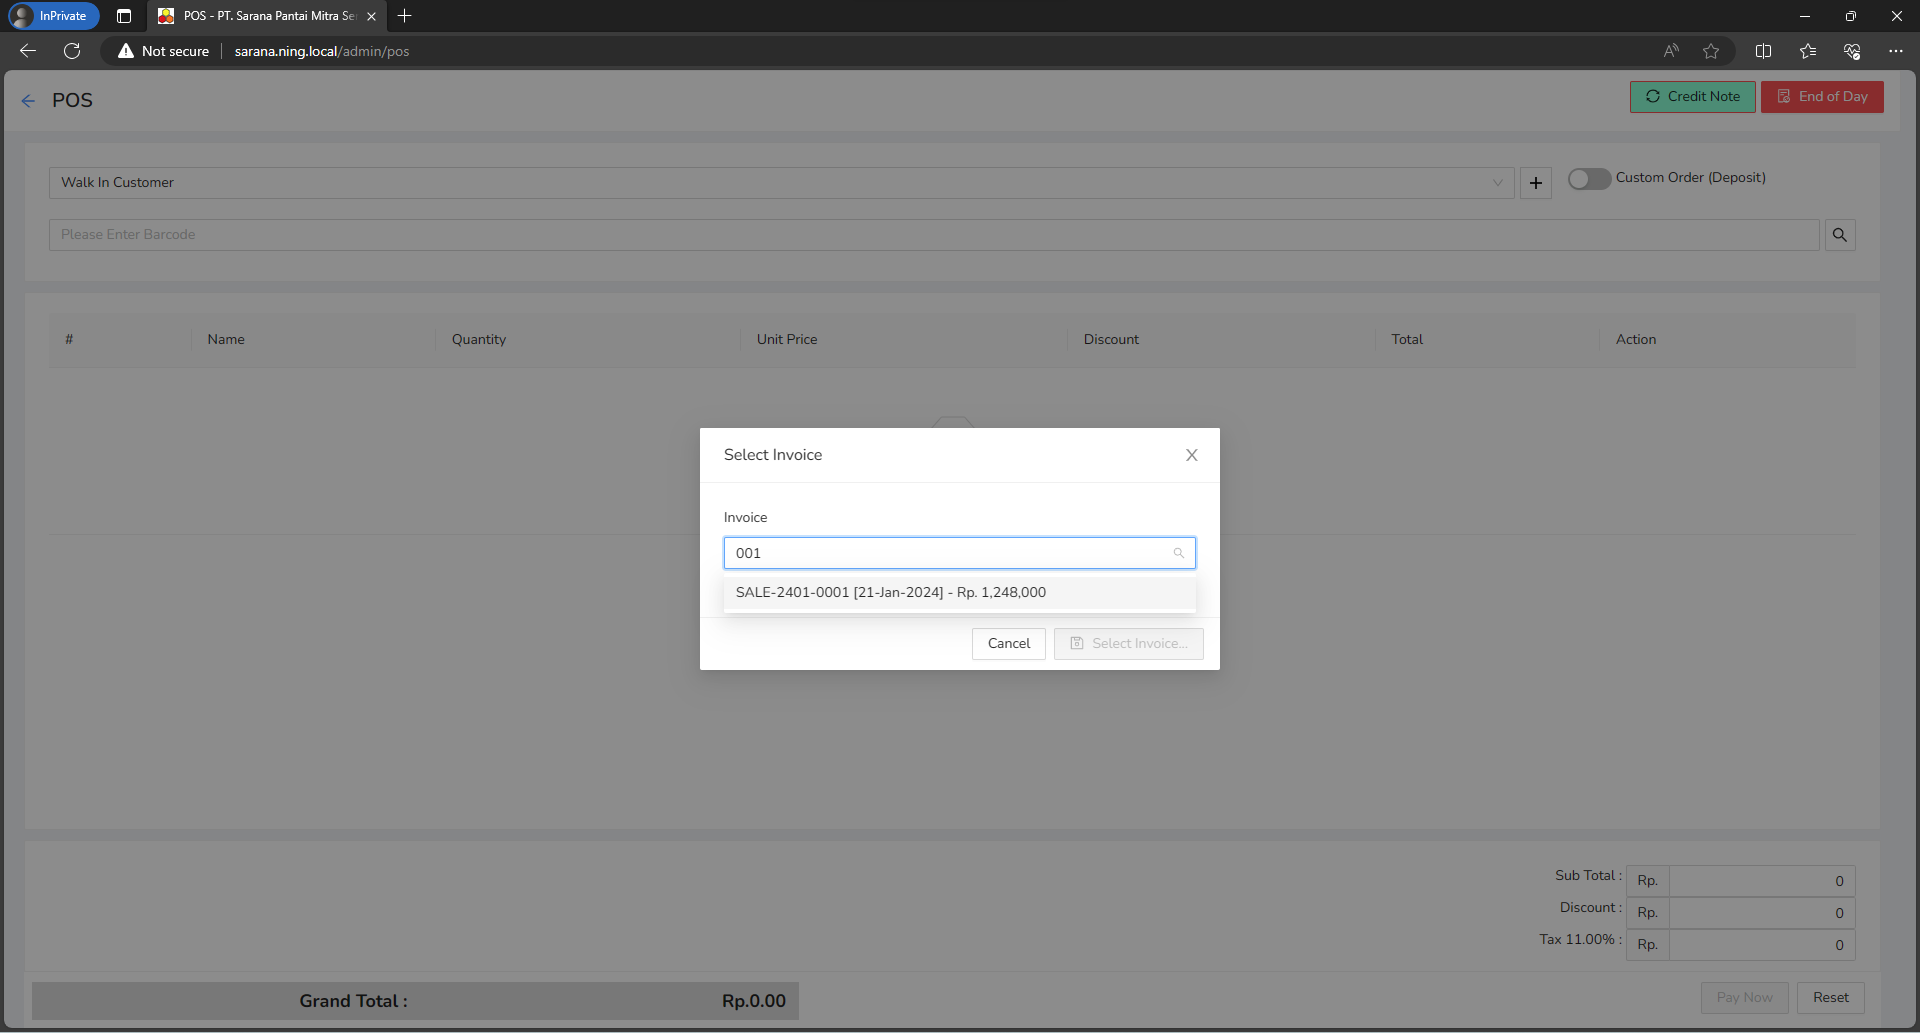 InPrivate
POS - PT. Sarana Pantai Mitra Se
Not secure
sarana.ning.local/admin/pos
POS
Credit Note
End of Day
Walk In Customer
Custom Order (Deposit)
Please Enter Barcode
# Name Quantity Unit Price Discount Total Action
Select Invoice
Invoice
001
SALE-2401-0001 [21-Jan-2024] - Rp. 1,248,000
Cancel
Select Invoice...
Sub Total : Rp. 0
Discount : Rp. 0
Tax 11.00% : Rp. 0
Grand Total : Rp.0.00
Pay Now
Reset